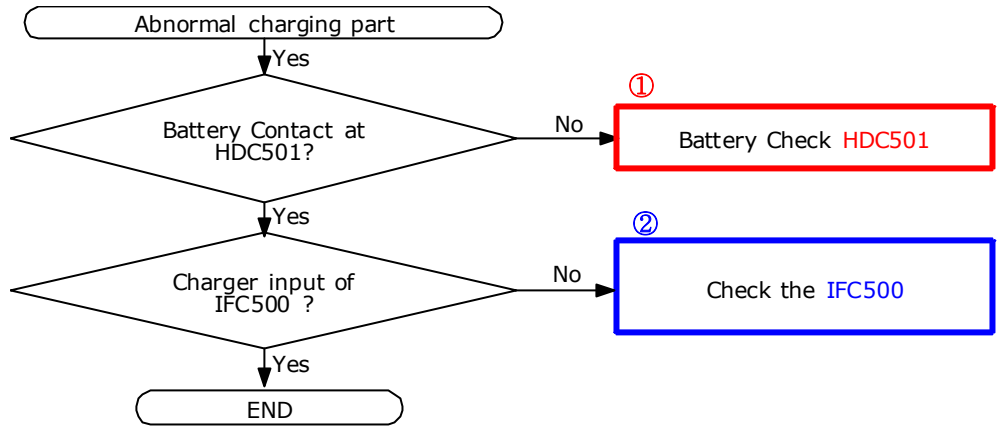 Abnormal charging part
Yes
①
Battery Contact at
HDC501?
No
Battery Check HDC501
Yes
②
Charger input of
IFC500 ?
No
Check the IFC500
Yes
END